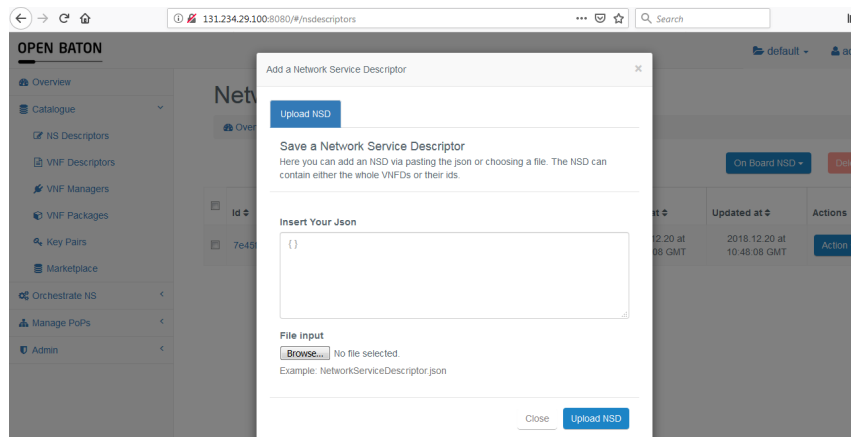 131.234.29.100:8080/#/nsdescriptors
Search
OPEN BATON
default
Overview
Catalogue
NS Descriptors
VNF Descriptors
VNF Managers
VNF Packages
Key Pairs
Marketplace
Orchestrate NS
Manage PoPs
Admin
Id
7e45
Add a Network Service Descriptor
×
Upload NSD
Save a Network Service Descriptor
Here you can add an NSD via pasting the json or choosing a file. The NSD can
contain either the whole VNFDs or their ids.
Insert Your Json
{}
File input
Browse... No file selected.
Example: NetworkServiceDescriptor.json
Close Upload NSD
On Board NSD
Updated at Actions
2018.12.20 at
10:48:08 GMT
Action